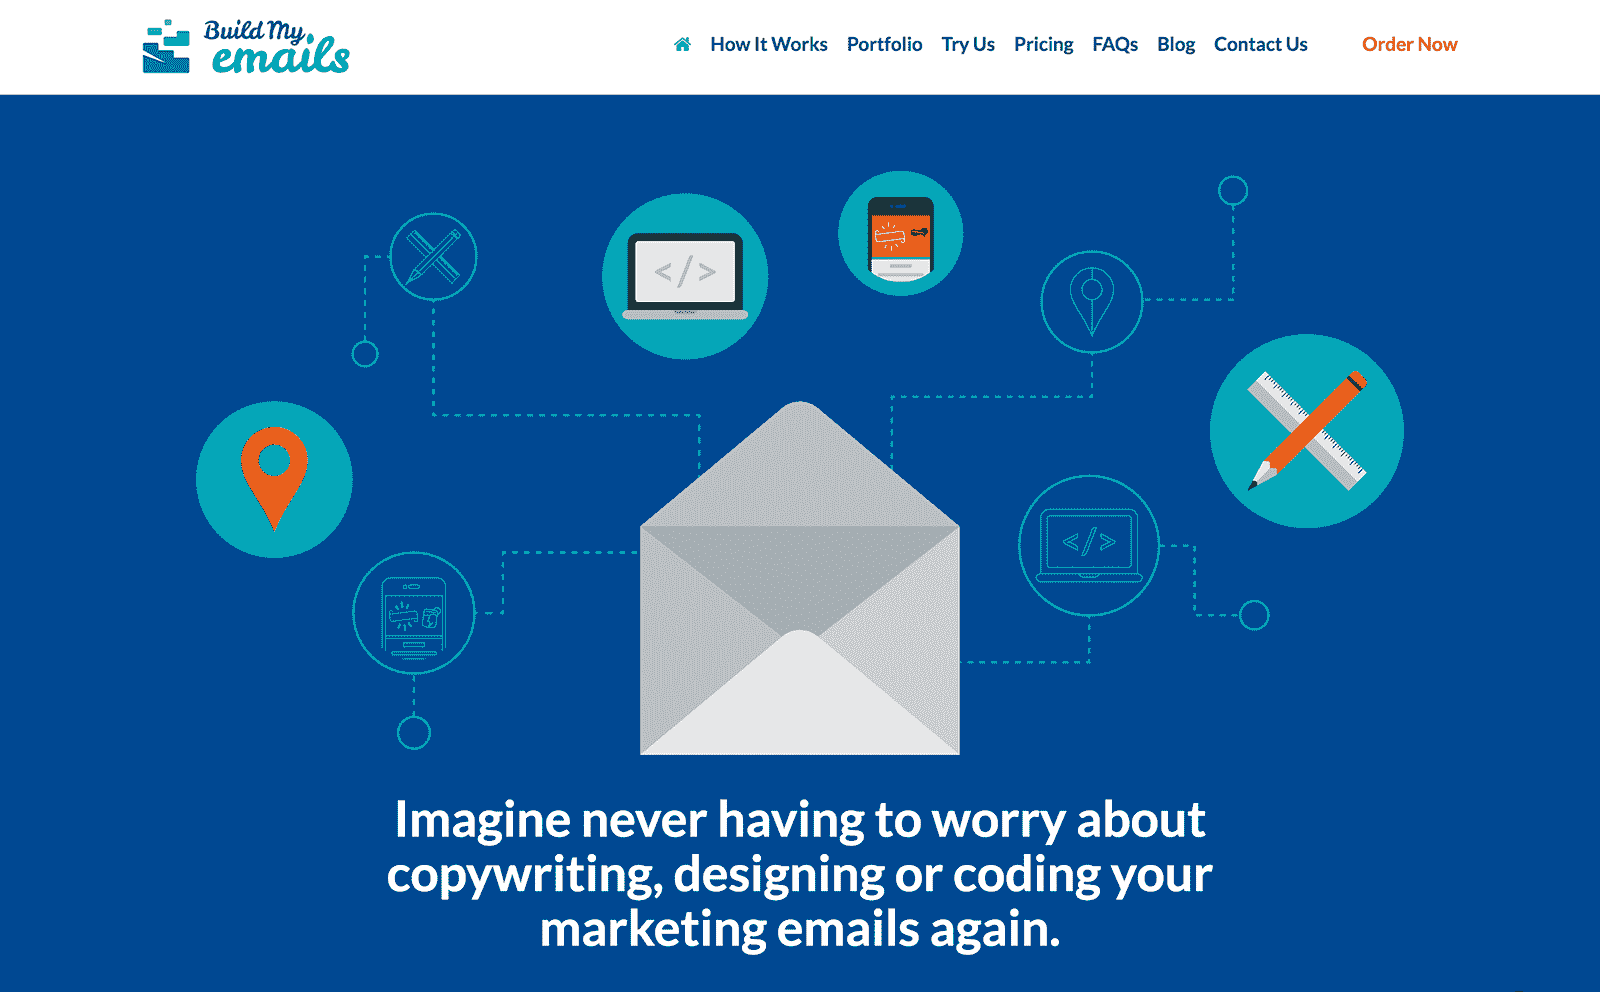 Build My
emails
How It Works Portfolio Try Us Pricing FAQs Blog Contact Us Order Now
</>
</>
Imagine never having to worry about
copywriting, designing or coding your
marketing emails again.